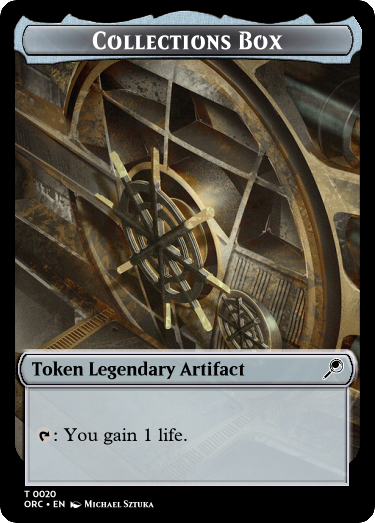 Collections Box
Token Legendary Artifact
: You gain 1 life.
T 0020
ORC • EN Michael Sztuka